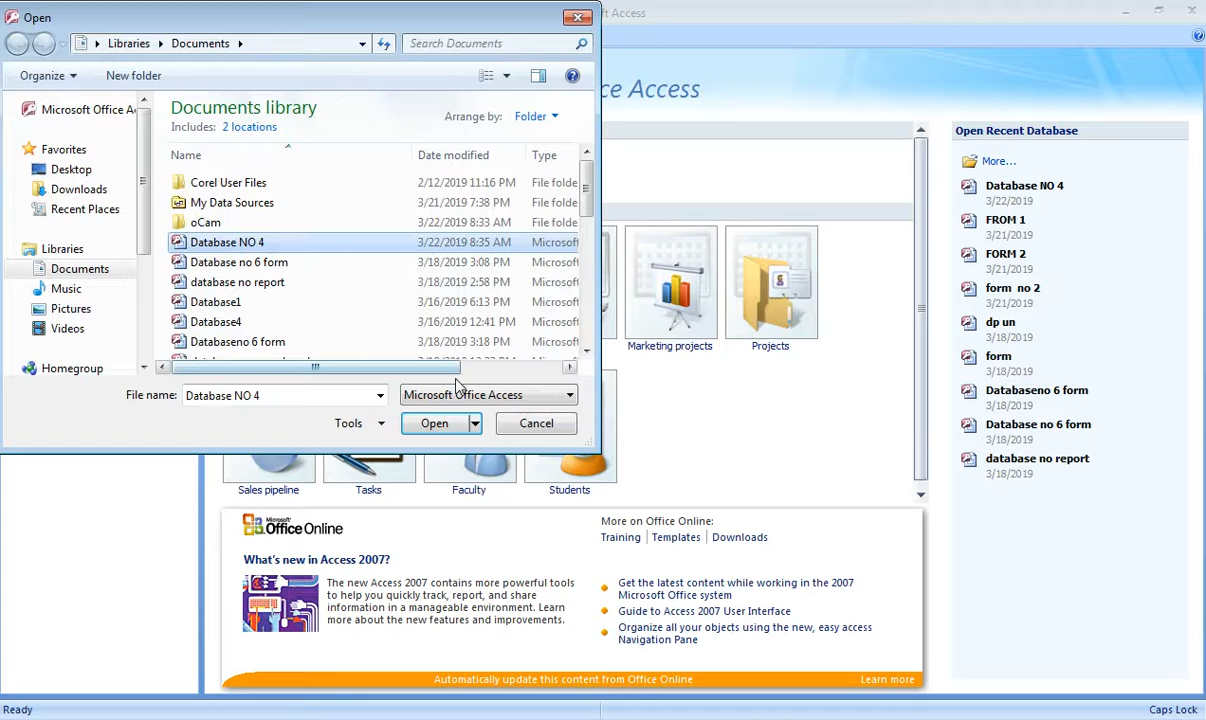 Open
Microsoft Access
Libraries
Documents
Search Documents
Organize
New folder
Microsoft Office A
Favorites
Desktop
Downloads
Recent Places
Libraries
Documents
Music
Pictures
Videos
Homegroup
Documents library
Includes: 2 locations
Arrange by: Folder
Name Date modified Type
Corel User Files 2/12/2019 11:16 PM File folde
My Data Sources 3/21/2019 7:38 PM File folde
oCam 3/22/2019 8:33 AM File folde
Database NO 4 3/22/2019 8:35 AM Microsoft
Database no 6 form 3/18/2019 3:08 PM Microsoft
database no report 3/18/2019 2:58 PM Microsoft
Database1 3/16/2019 6:13 PM Microsoft
Database4 3/16/2019 12:41 PM Microsoft
Databaseno 6 form 3/18/2019 3:18 PM Microsoft
File name: Database NO 4
Microsoft Office Access
Tools
Open
Cancel
ce Access
Marketing projects
Projects
Sales pipeline
Tasks
Faculty
Students
Microsoft
Office Online
What's new in Access 2007?
The new Access 2007 contains more powerful tools
to help you quickly track, report, and share
information in a manageable environment. Learn
more about the new features and improvements.
More on Office Online:
Training | Templates | Downloads
Get the latest content while working in the 2007
Microsoft Office system
Guide to Access 2007 User Interface
Organize all your objects using the new, easy access
Navigation Pane
Automatically update this content from Office Online
Learn more
Open Recent Database
More...
Database NO 4
3/22/2019
FROM 1
3/21/2019
FORM 2
3/21/2019
form no 2
3/21/2019
dp un
3/18/2019
form
3/18/2019
Databaseno 6 form
3/18/2019
Database no 6 form
3/18/2019
database no report
3/18/2019
Ready
Caps Lock